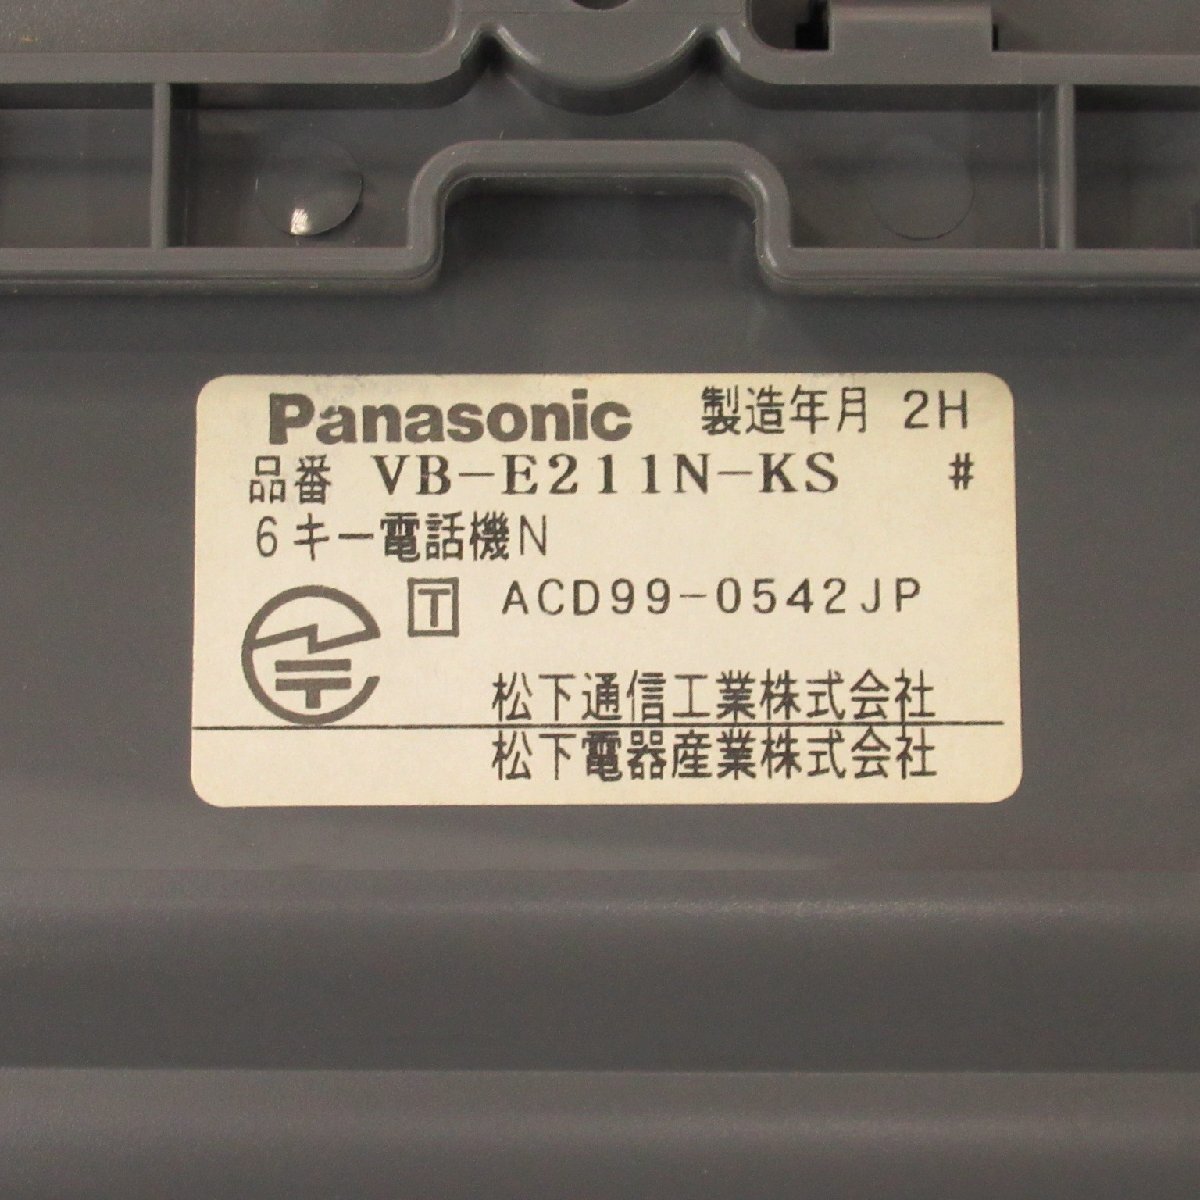 Panasonic 製造年月 2H
品番 VB-E211N-KS #
6キー電話機N
T ACD99-0542JP
松下通信工業株式会社
松下電器産業株式会社